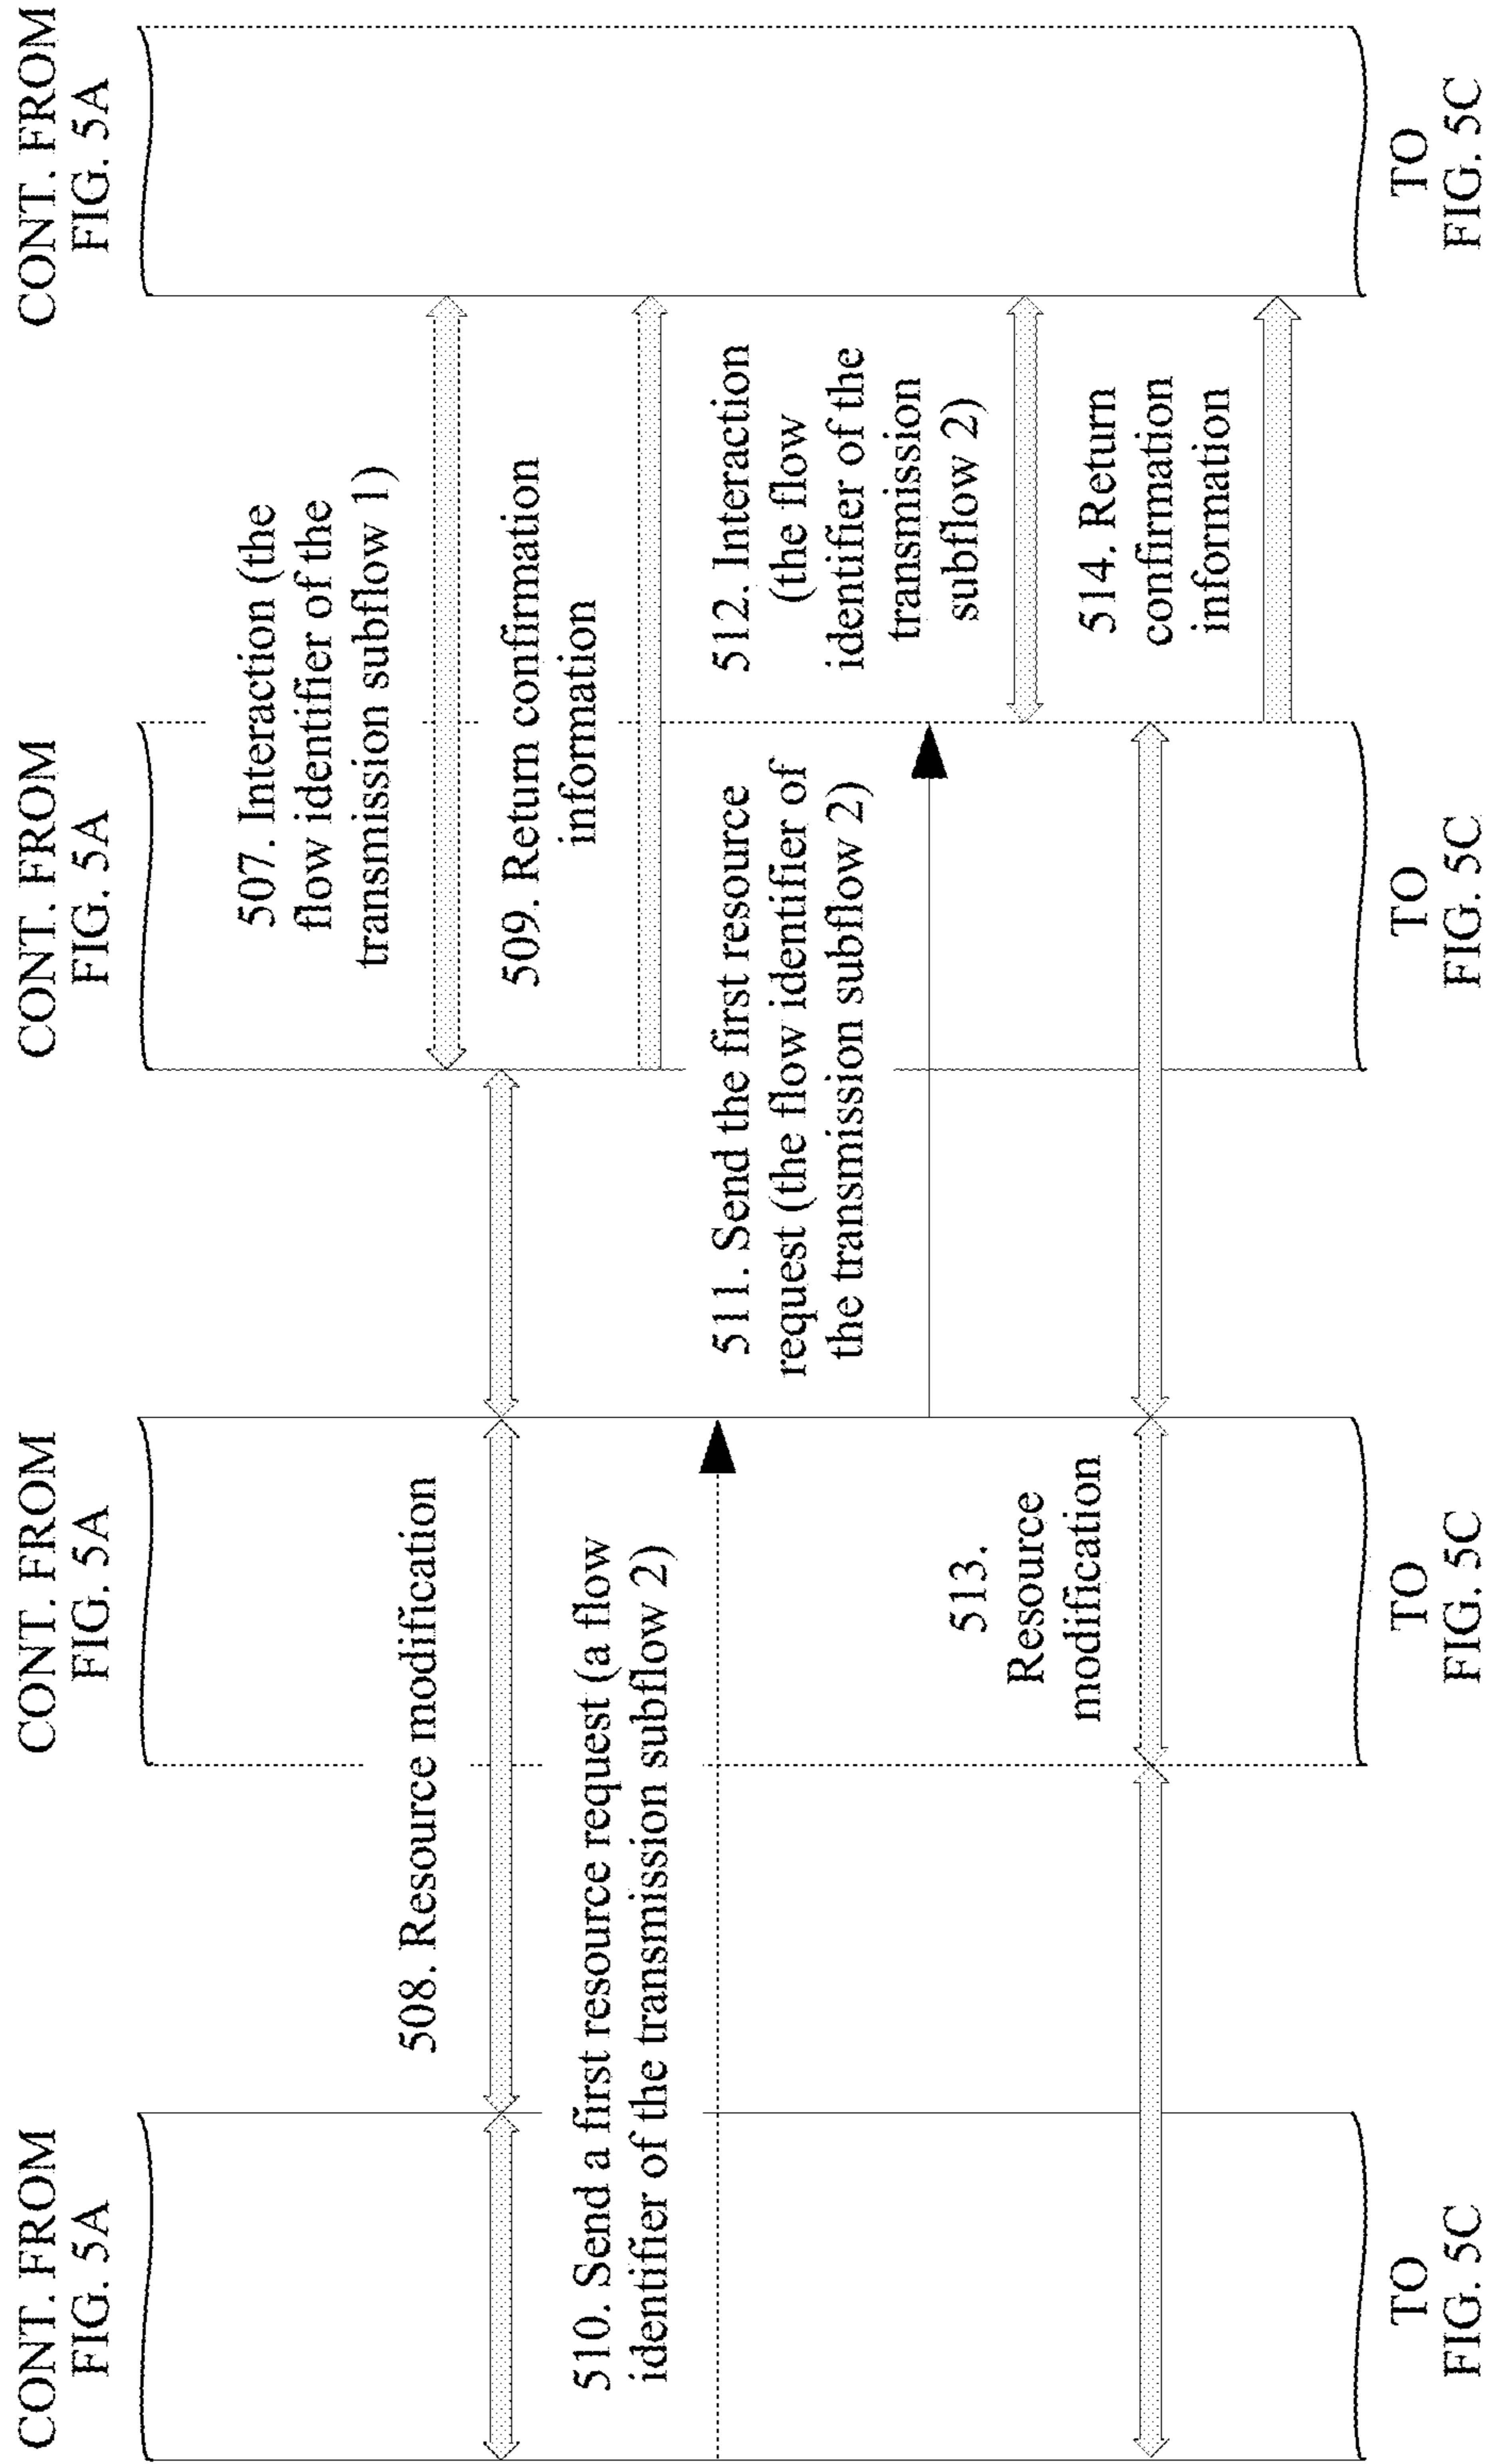 CONT. FROM
FIG. 5A
CONT. FROM
FIG. 5A
CONT. FROM
FIG. 5A
CONT. FROM
FIG. 5A
507. Interaction (the
flow identifier of the
transmission subflow 1)
508. Resource modification
509. Return confirmation
information
510. Send a first resource request (a flow
identifier of the transmission subflow 2)
511. Send the first resource
request (the flow identifier of
the transmission subflow 2)
512. Interaction
(the flow
identifier of the
transmission
subflow 2)
513.
Resource
modification
514. Return
confirmation
information
TO
FIG. 5C
TO
FIG. 5C
TO
FIG. 5C
TO
FIG. 5C